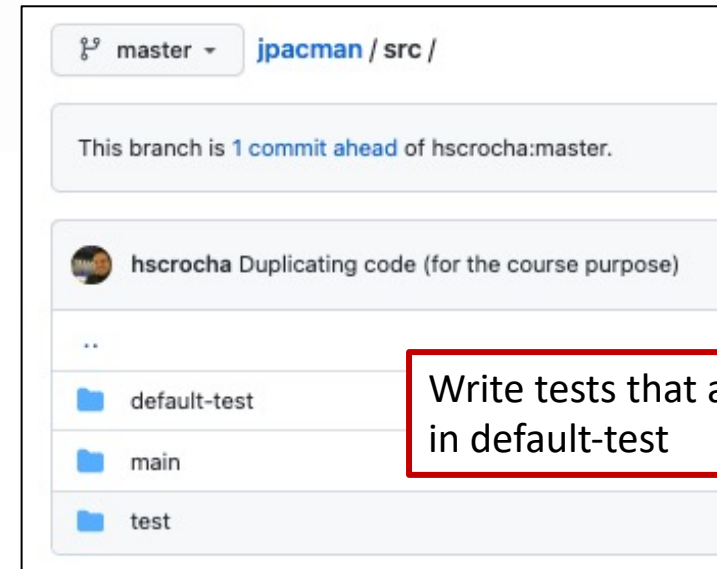 master jpacman / src /
This branch is 1 commit ahead of hscrocha:master.
hscrocha Duplicating code (for the course purpose)
..
default-test
Write tests that
in default-test
main
test